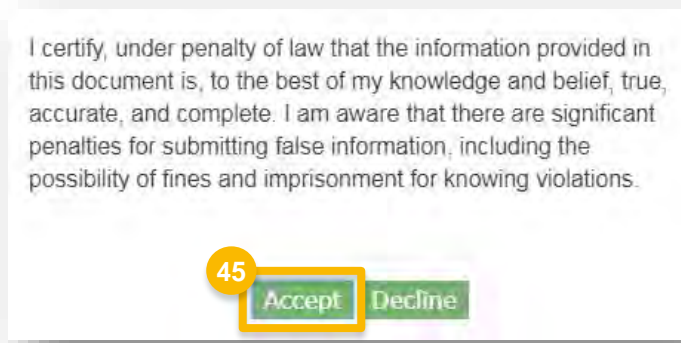 I certify, under penalty of law that the information provided in
this document is, to the best of my knowledge and belief, true,
accurate, and complete. I am aware that there are significant
penalties for submitting false information, including the
possibility of fines and imprisonment for knowing violations.
45
Accept Decline